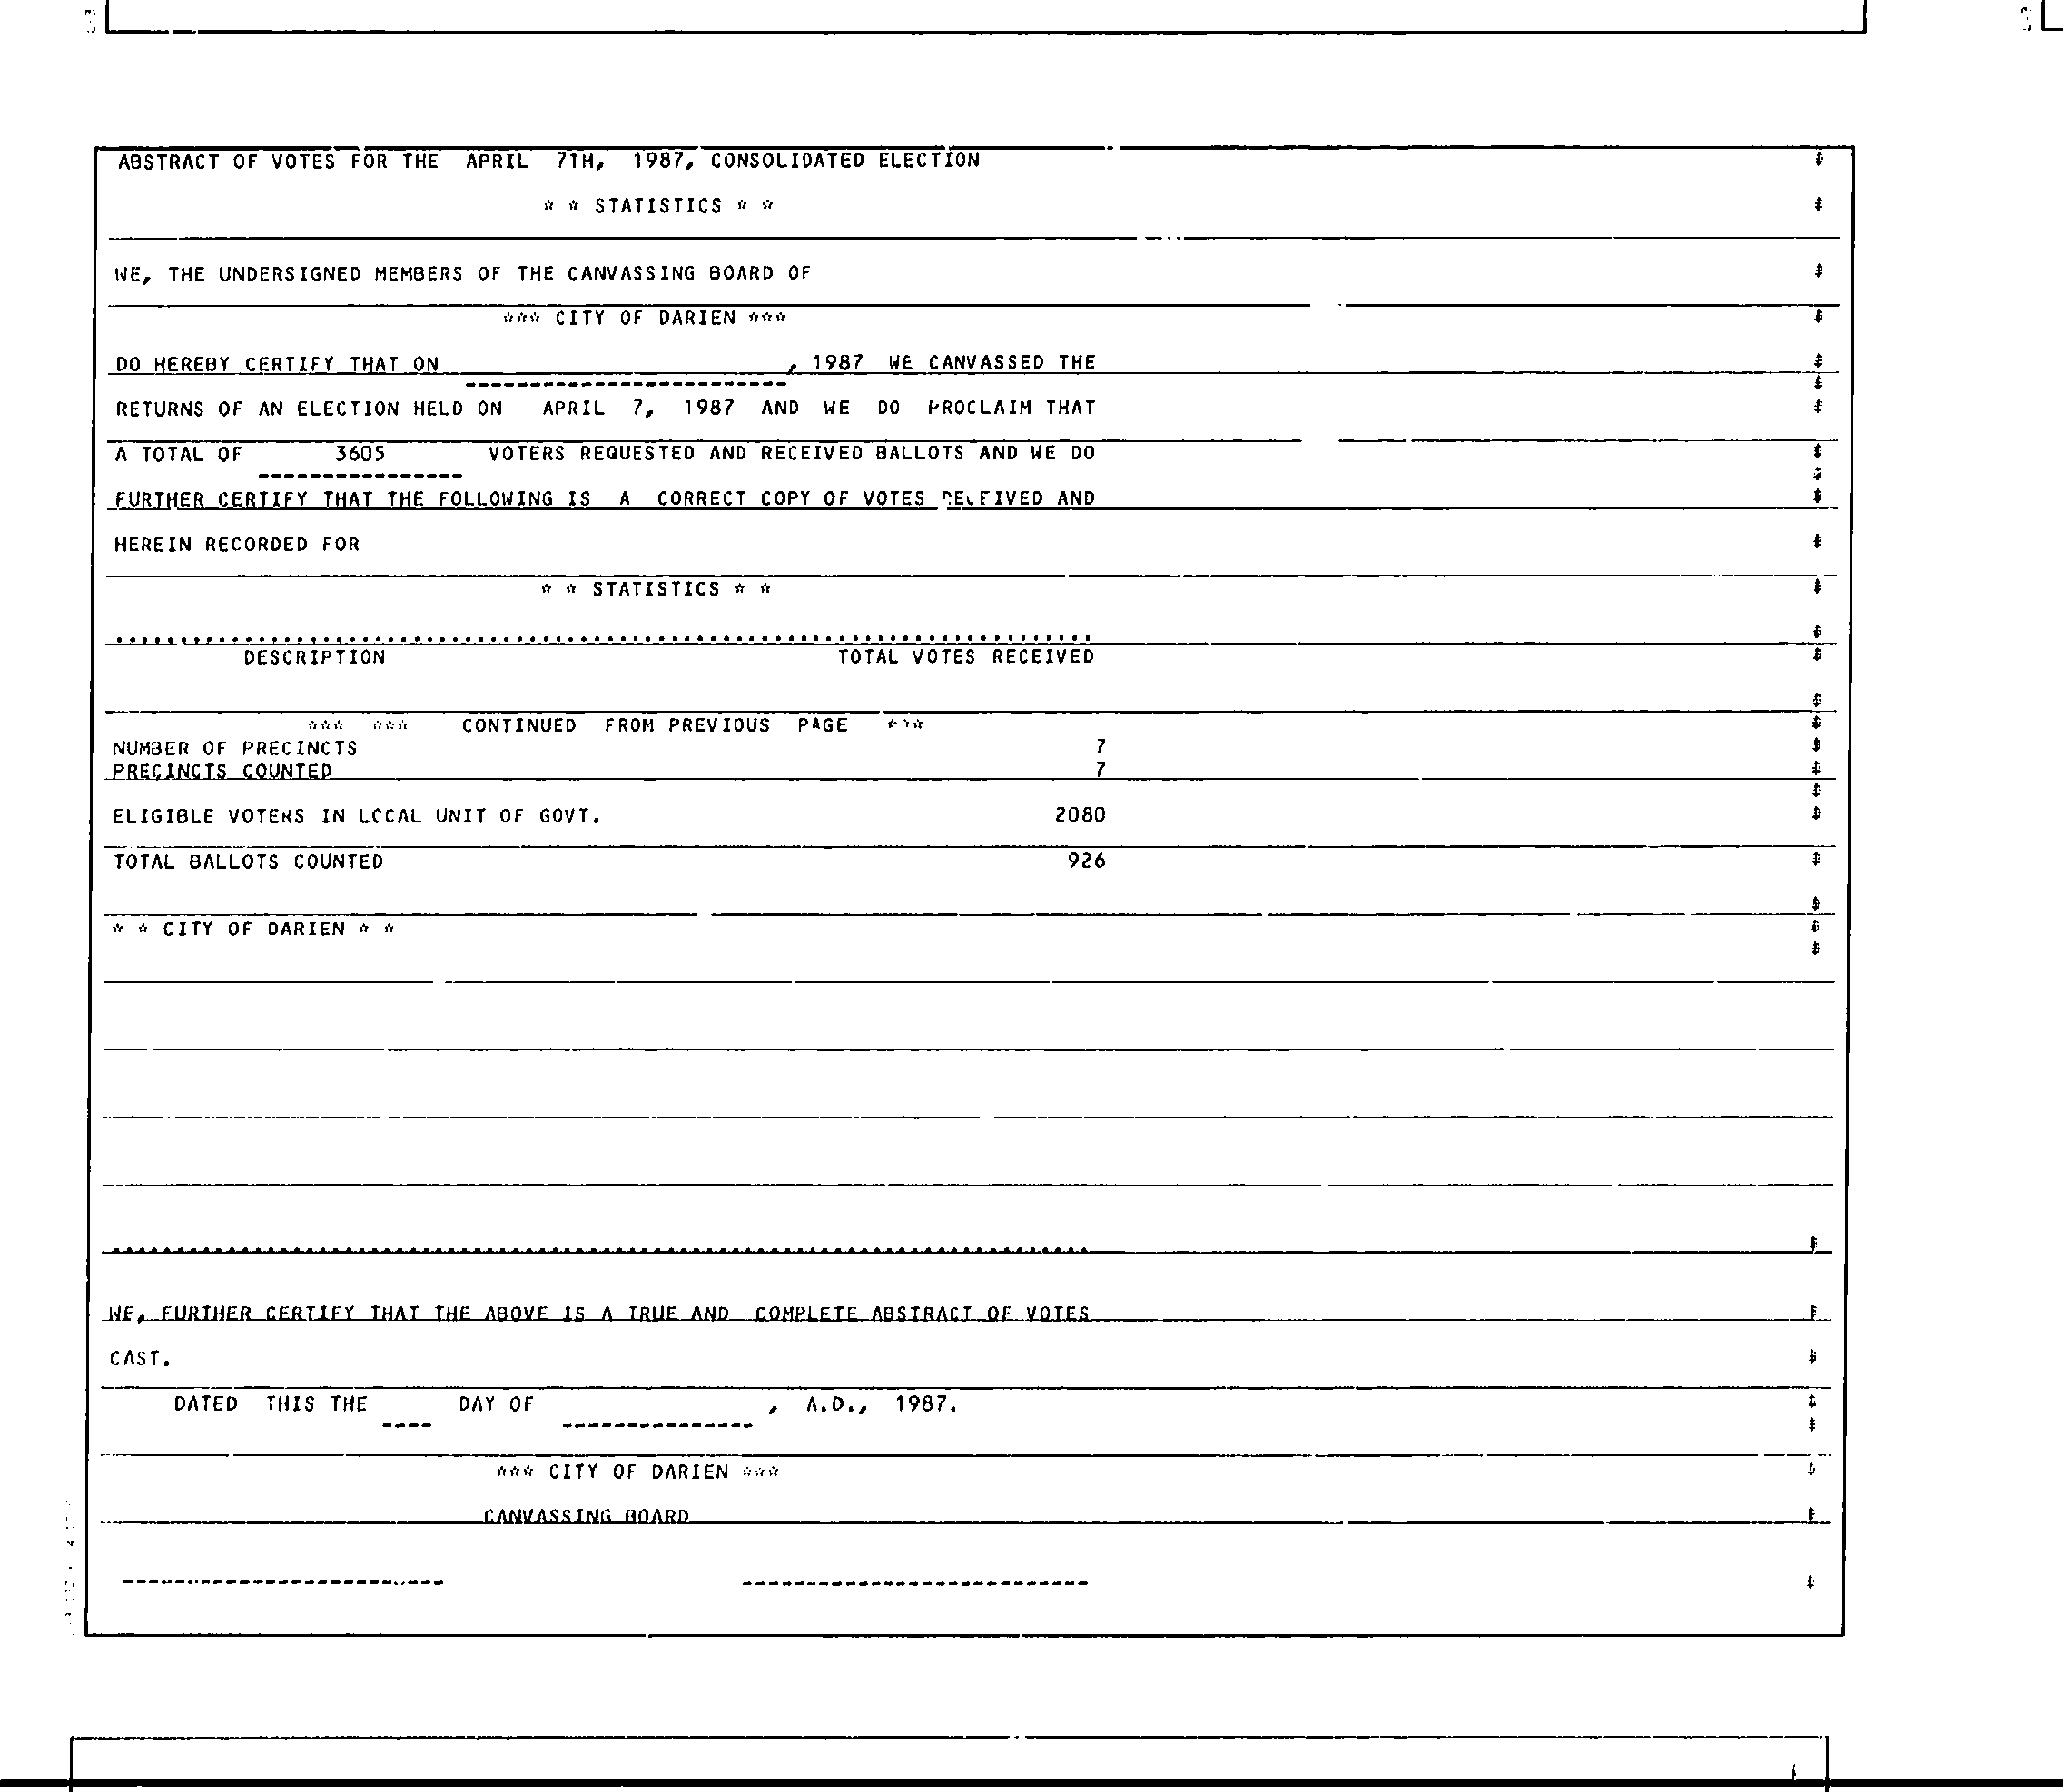 ABSTRACT OF VOTES FOR THE APRIL 7TH, 1987, CONSOLIDATED ELECTION
* * STATISTICS * *
WE, THE UNDERSIGNED MEMBERS OF THE CANVASSING BOARD OF
*** CITY OF DARIEN ***
DO HEREBY CERTIFY THAT ON , 1987 WE CANVASSED THE
RETURNS OF AN ELECTION HELD ON APRIL 7, 1987 AND WE DO PROCLAIM THAT
A TOTAL OF 3605 VOTERS REQUESTED AND RECEIVED BALLOTS AND WE DO
FURTHER CERTIFY THAT THE FOLLOWING IS A CORRECT COPY OF VOTES RECEIVED AND
HEREIN RECORDED FOR
* * STATISTICS * *
DESCRIPTION TOTAL VOTES RECEIVED
*** *** CONTINUED FROM PREVIOUS PAGE ***
NUMBER OF PRECINCTS 7
PRECINCTS COUNTED 7
ELIGIBLE VOTERS IN LOCAL UNIT OF GOVT. 2080
TOTAL BALLOTS COUNTED 926
* * CITY OF DARIEN * *
WE, FURTHER CERTIFY THAT THE ABOVE IS A TRUE AND COMPLETE ABSTRACT OF VOTES
CAST.
DATED THIS THE ---- DAY OF --------------- , A.D., 1987.
*** CITY OF DARIEN ***
CANVASSING BOARD